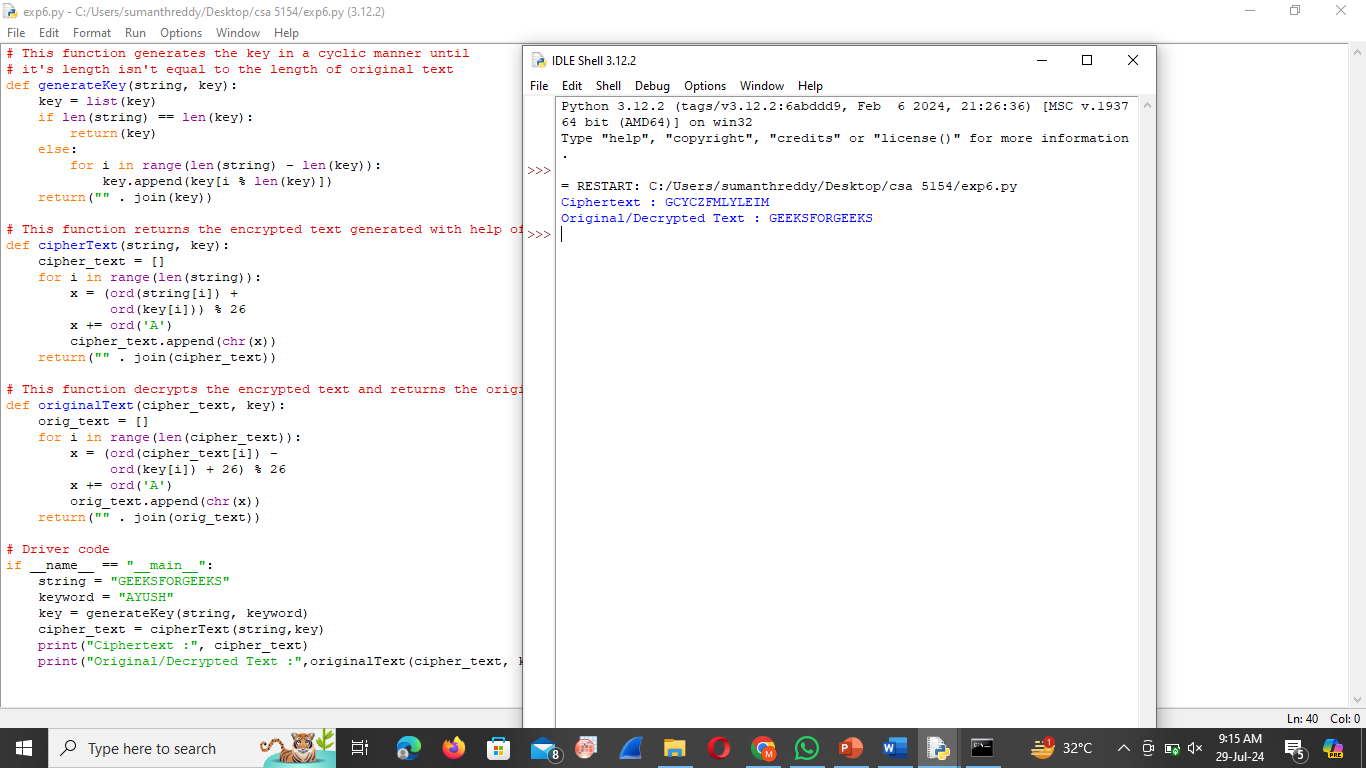 exp6.py - C:/Users/sumanthreddy/Desktop/csa 5154/exp6.py (3.12.2)
File Edit Format Run Options Window Help
# This function generates the key in a cyclic manner until
# it's length isn't equal to the length of original text
def generateKey(string, key):
    key = list(key)
    if len(string) == len(key):
        return(key)
    else:
        for i in range(len(string) - len(key)):
            key.append(key[i % len(key)])
    return("" . join(key))
# This function returns the encrypted text generated with help of
def cipherText(string, key):
    cipher_text = []
    for i in range(len(string)):
        x = (ord(string[i]) +
             ord(key[i])) % 26
        x += ord('A')
        cipher_text.append(chr(x))
    return("" . join(cipher_text))
# This function decrypts the encrypted text and returns the
def originalText(cipher_text, key):
    orig_text = []
    for i in range(len(cipher_text)):
        x = (ord(cipher_text[i]) -
             ord(key[i]) + 26) % 26
        x += ord('A')
        orig_text.append(chr(x))
    return("" . join(orig_text))
# Driver code
if __name__ == "__main__":
    string = "GEEKSFORGEEKS"
    keyword = "AYUSH"
    key = generateKey(string, keyword)
    cipher_text = cipherText(string,key)
    print("Ciphertext :", cipher_text)
    print("Original/Decrypted Text :",originalText(cipher_text,
IDLE Shell 3.12.2
File Edit Shell Debug Options Window Help
Python 3.12.2 (tags/v3.12.2:6abddd9, Feb  6 2024, 21:26:36) [MSC v.1937
64 bit (AMD64)] on win32
Type "help", "copyright", "credits" or "license()" for more information
.
>>>
= RESTART: C:/Users/sumanthreddy/Desktop/csa 5154/exp6.py
Ciphertext : GCYCZFMLYLEIM
Original/Decrypted Text : GEEKSFORGEEKS
>>>
Ln: 40 Col: 0
Type here to search
8
1
32°C
9:15 AM
29-Jul-24
5
PRE